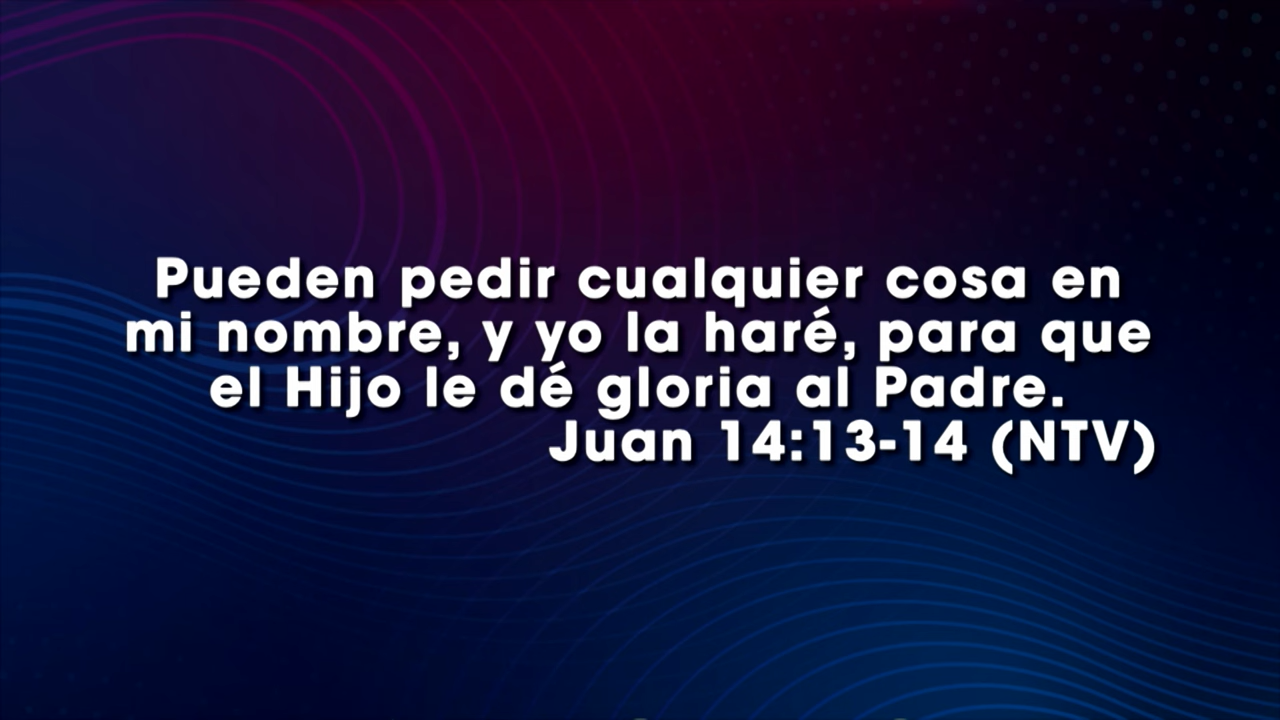 Pueden pedir cualquier cosa en
mi nombre, y yo la haré, para que
el Hijo le dé gloria al Padre.
Juan 14:13-14 (NTV)